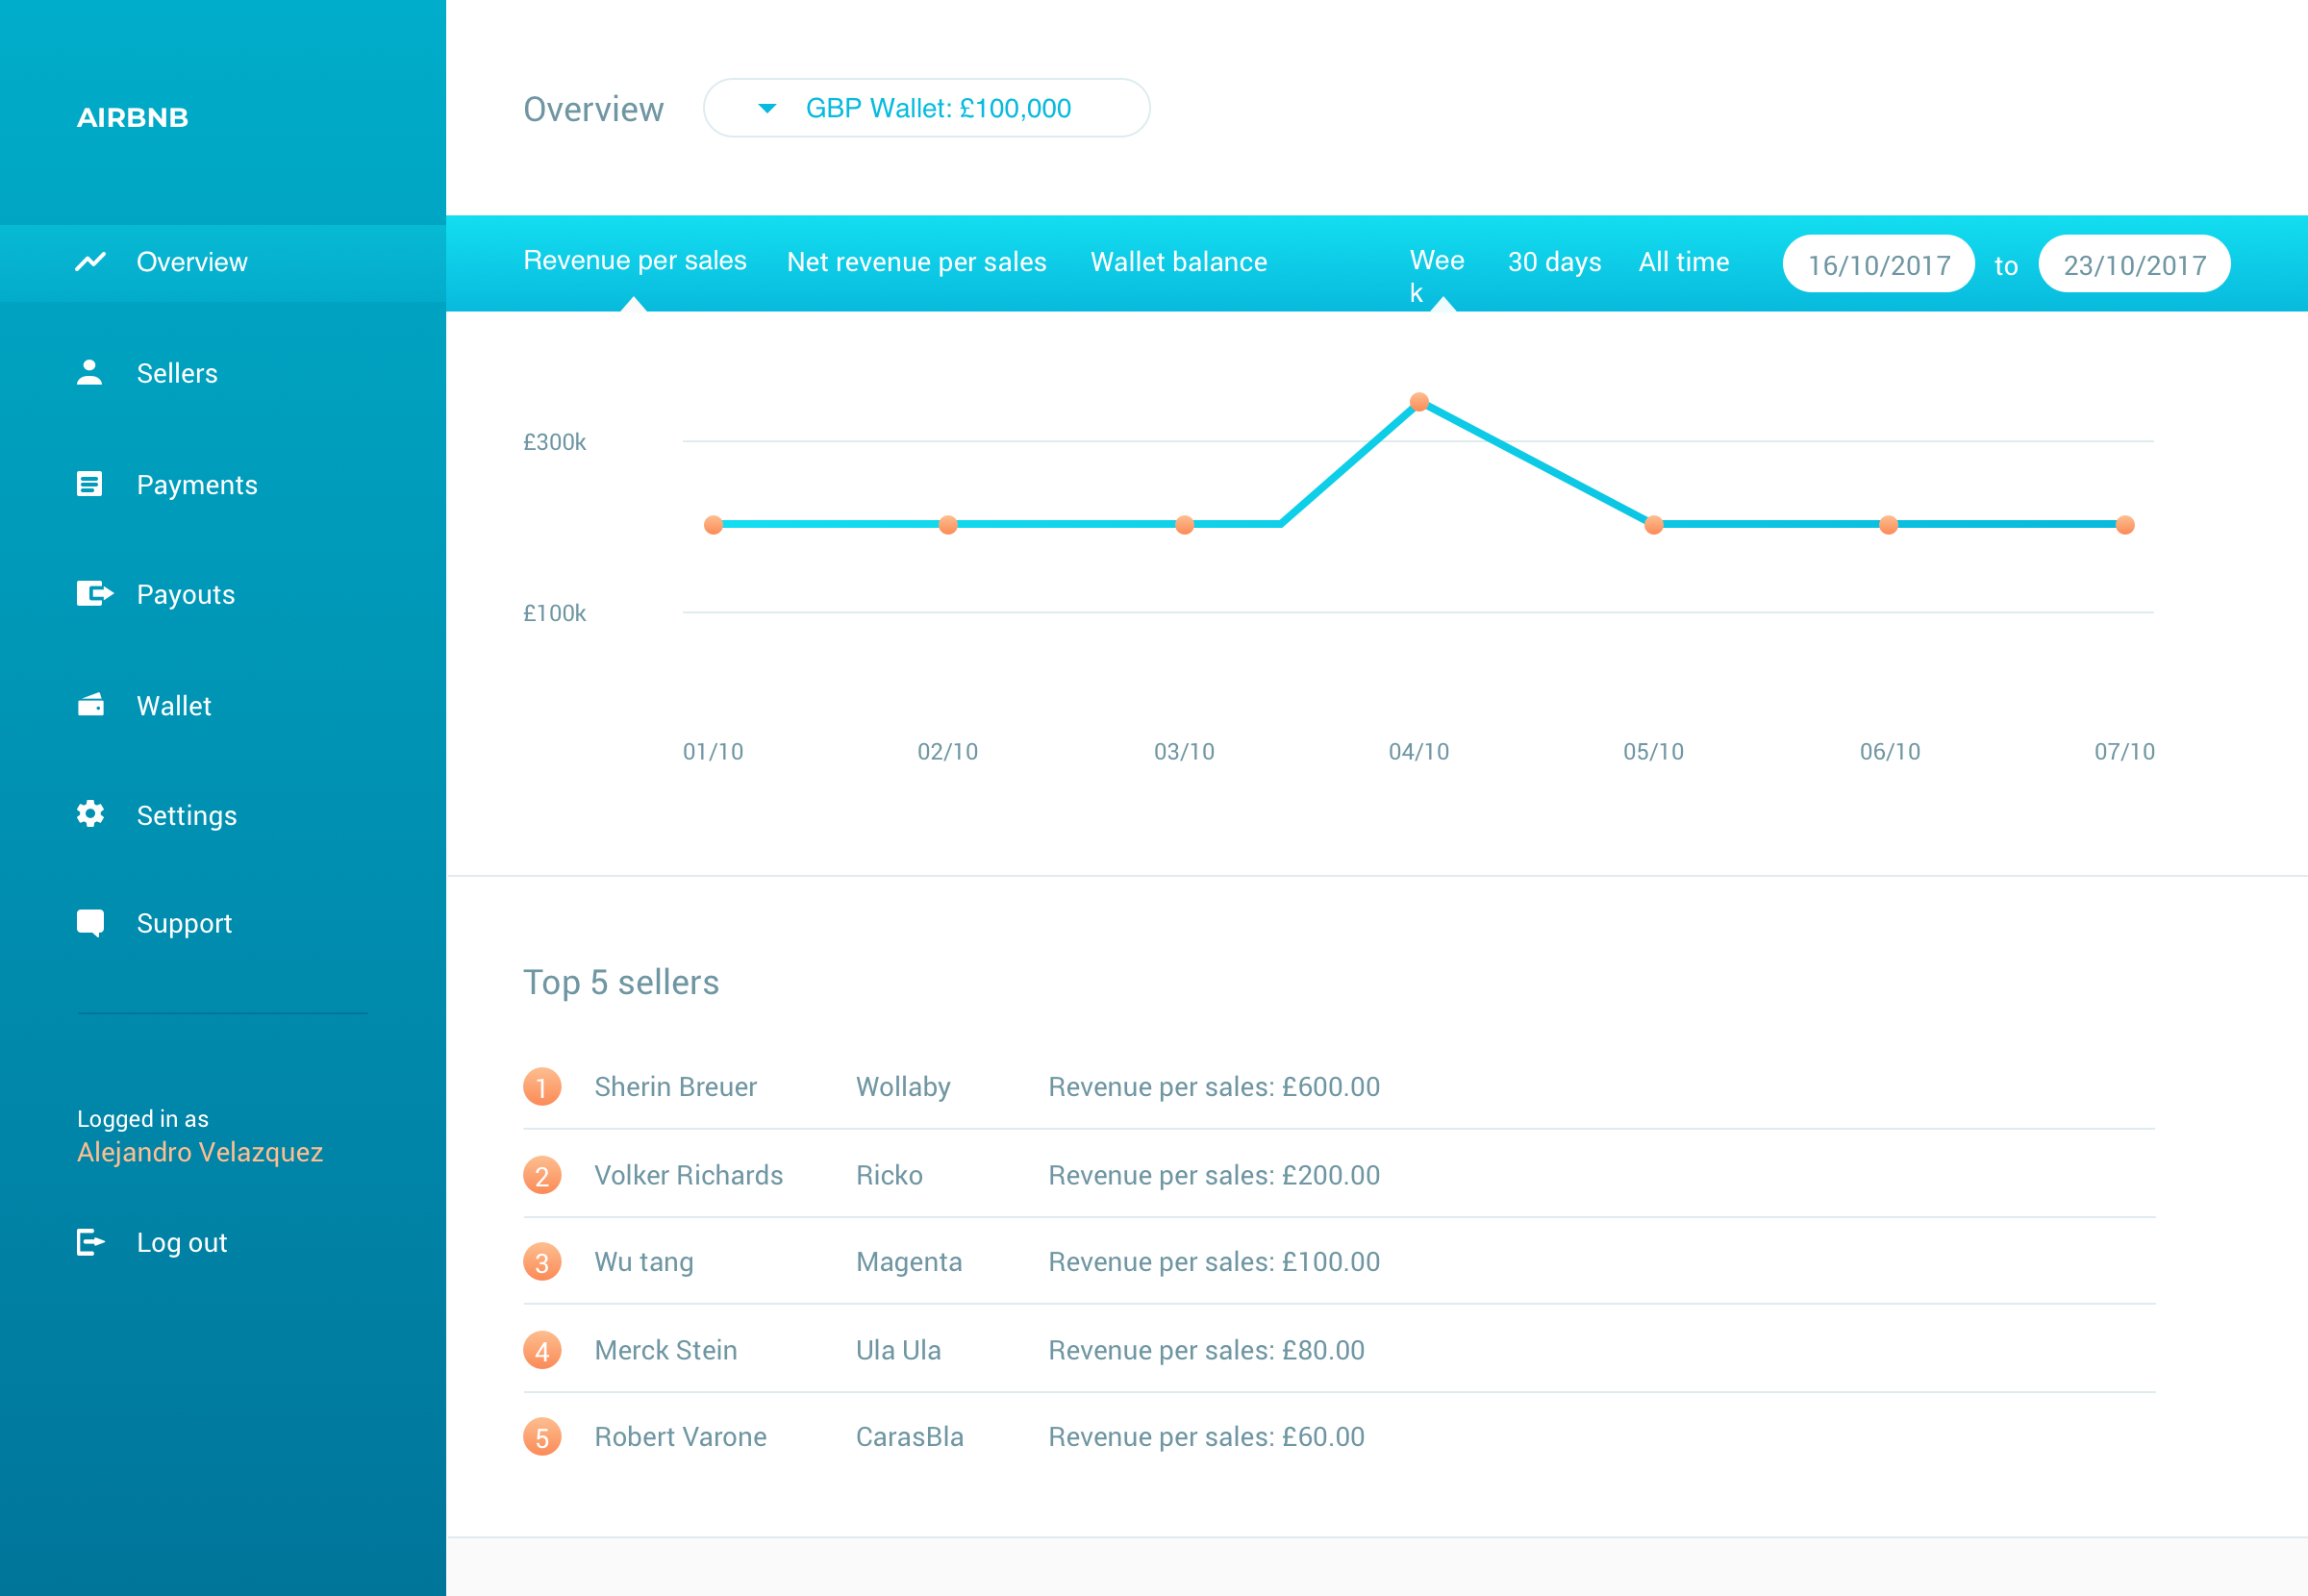 AIRBNB
Overview
Sellers
Payments
Payouts
Wallet
Settings
Support
Logged in as
Alejandro Velazquez
Log out
Overview
GBP Wallet: £100,000
Revenue per sales
Net revenue per sales
Wallet balance
Wee
k
30 days
All time
16/10/2017 to 23/10/2017
£300k
£100k
01/10 02/10 03/10 04/10 05/10 06/10 07/10
Top 5 sellers
1 Sherin Breuer Wollaby Revenue per sales: £600.00
2 Volker Richards Ricko Revenue per sales: £200.00
3 Wu tang Magenta Revenue per sales: £100.00
4 Merck Stein Ula Ula Revenue per sales: £80.00
5 Robert Varone CarasBla Revenue per sales: £60.00